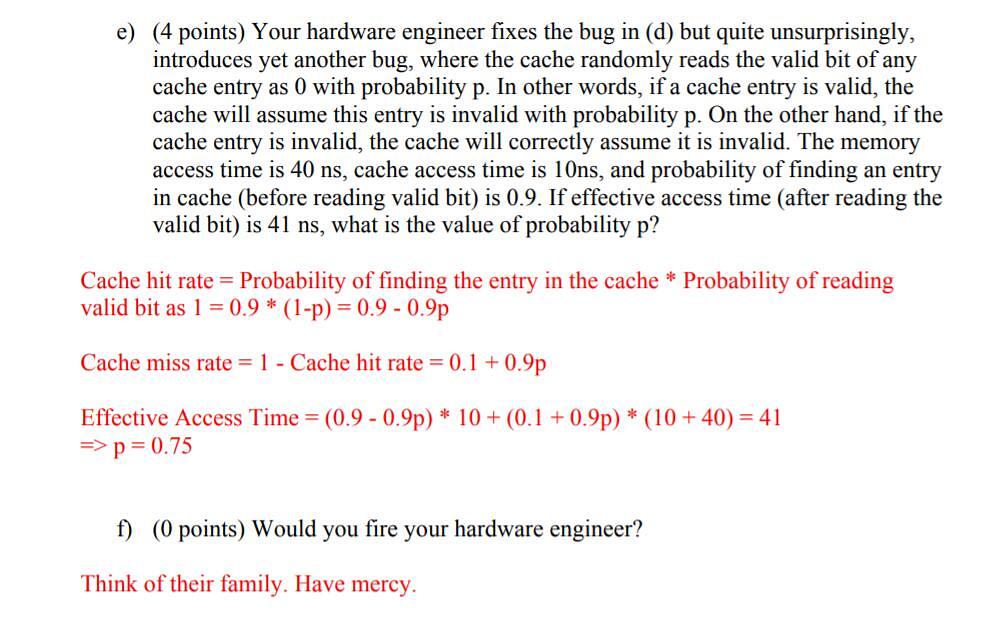 e) (4 points) Your hardware engineer fixes the bug in (d) but quite unsurprisingly,
introduces yet another bug, where the cache randomly reads the valid bit of any
cache entry as 0 with probability p. In other words, if a cache entry is valid, the
cache will assume this entry is invalid with probability p. On the other hand, if the
cache entry is invalid, the cache will correctly assume it is invalid. The memory
access time is 40 ns, cache access time is 10ns, and probability of finding an entry
in cache (before reading valid bit) is 0.9. If effective access time (after reading the
valid bit) is 41 ns, what is the value of probability p?
Cache hit rate = Probability of finding the entry in the cache * Probability of reading
valid bit as 1 = 0.9 * (1-p) = 0.9 - 0.9p
Cache miss rate = 1 - Cache hit rate = 0.1 + 0.9p
Effective Access Time = (0.9 - 0.9p) * 10 + (0.1 + 0.9p) * (10 + 40) = 41
=> p = 0.75
f) (0 points) Would you fire your hardware engineer?
Think of their family. Have mercy.